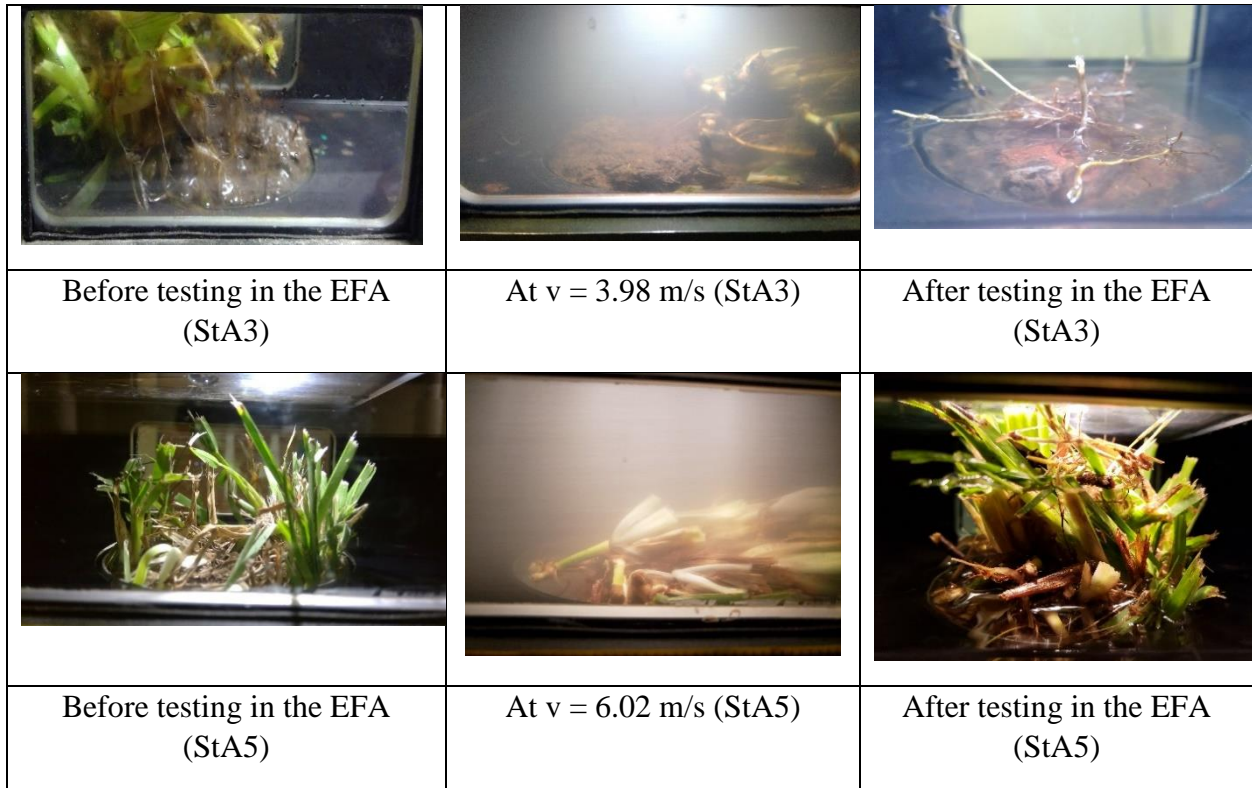 Before testing in the EFA
(StA3)
At v = 3.98 m/s (StA3)
After testing in the EFA
(StA3)
Before testing in the EFA
(StA5)
At v = 6.02 m/s (StA5)
After testing in the EFA
(StA5)